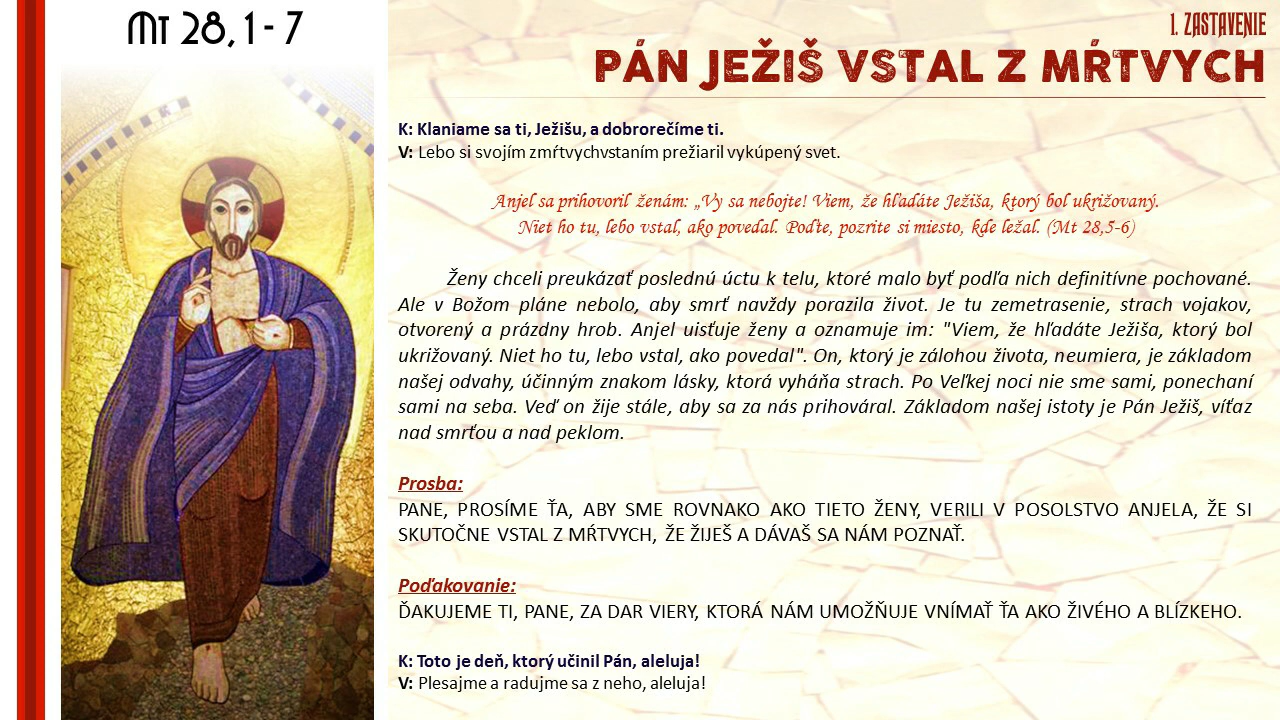 Mt 28, 1 - 7
1. ZASTAVENIE
PÁN JEŽIŠ VSTAL Z MŔTVYCH
K: Klaniame sa ti, Ježišu, a dobrorečíme ti.
V: Lebo si svojím zmŕtvychvstaním prežiaril vykúpený svet.
Anjel sa prihovoril ženám: „Vy sa nebojte! Viem, že hľadáte Ježiša, ktorý bol ukrižovaný.
Niet ho tu, lebo vstal, ako povedal. Poďte, pozrite si miesto, kde ležal. (Mt 28,5-6)
Ženy chceli preukázať poslednú úctu k telu, ktoré malo byť podľa nich definitívne pochované.
Ale v Božom pláne nebolo, aby smrť navždy porazila život. Je tu zemetrasenie, strach vojakov,
otvorený a prázdny hrob. Anjel uisťuje ženy a oznamuje im: "Viem, že hľadáte Ježiša, ktorý bol
ukrižovaný. Niet ho tu, lebo vstal, ako povedal". On, ktorý je zálohou života, neumiera, je základom
našej odvahy, účinným znakom lásky, ktorá vyháňa strach. Po Veľkej noci nie sme sami, ponechaní
sami na seba. Veď on žije stále, aby sa za nás prihováral. Základom našej istoty je Pán Ježiš, víťaz
nad smrťou a nad peklom.
Prosba:
PANE, PROSÍME ŤA, ABY SME ROVNAKO AKO TIETO ŽENY, VERILI V POSOLSTVO ANJELA, ŽE SI
SKUTOČNE VSTAL Z MŔTVYCH, ŽE ŽIJEŠ A DÁVAŠ SA NÁM POZNAŤ.
Poďakovanie:
ĎAKUJEME TI, PANE, ZA DAR VIERY, KTORÁ NÁM UMOŽŇUJE VNÍMAŤ ŤA AKO ŽIVÉHO A BLÍZKEHO.
K: Toto je deň, ktorý učinil Pán, aleluja!
V: Plesajme a radujme sa z neho, aleluja!